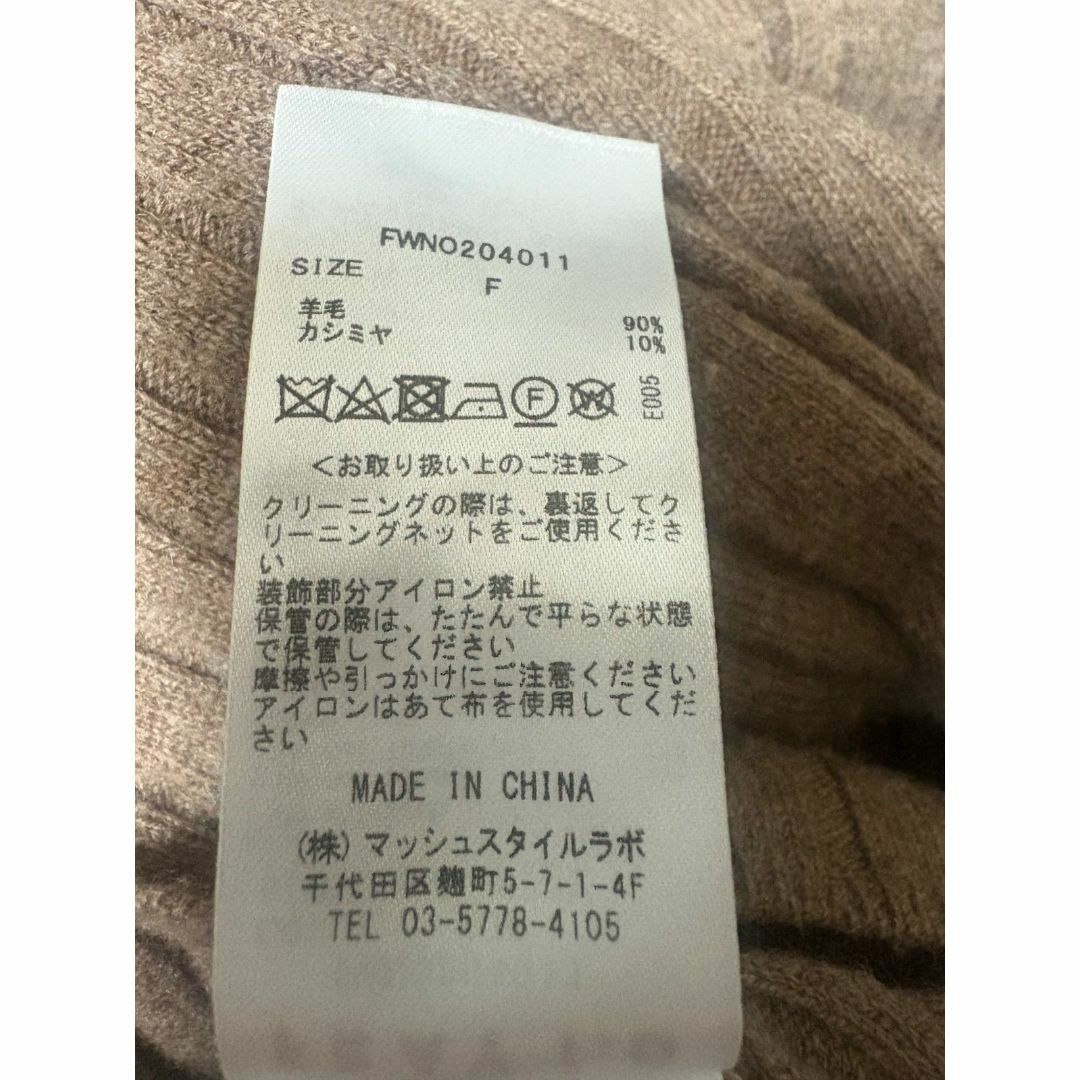 FWNO204011
SIZE F
羊毛 90%
カシミヤ 10%
F W E005
<お取り扱い上のご注意>
クリーニングの際は、裏返してク
リーニングネットをご使用くださ
い
装飾部分アイロン禁止
保管の際は、たたんで平らな状態
で保管してください
摩擦や引っかけにご注意ください
アイロンはあて布を使用してくだ
さい
MADE IN CHINA
(株)マッシュスタイルラボ
千代田区麹町5-7-1-4F
TEL 03-5778-4105